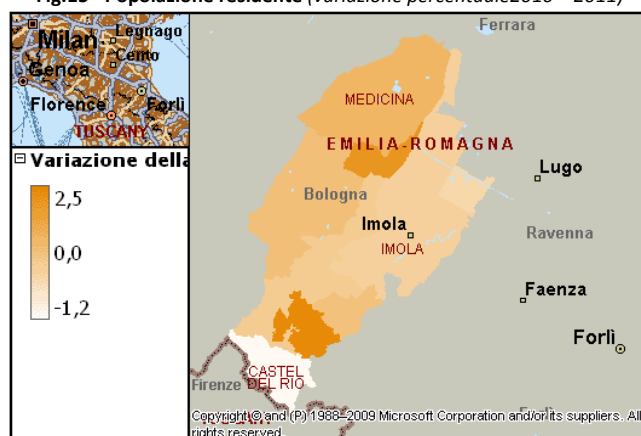 Fig.25 - Popolazione residente (Variazione percentuale2010 - 2011)
Milan
Legnago
Cento
Genoa
Florence
Forlì
TUSCANY
Variazione della
2,5
0,0
-1,2
Ferrara
MEDICINA
EMILIA-ROMAGNA
Lugo
Bologna
Imola
IMOLA
Ravenna
Faenza
Forlì
CASTEL
DEL RIO
Firenze
Copyright © and (P) 1988–2009 Microsoft Corporation and/or its suppliers. All
rights reserved.